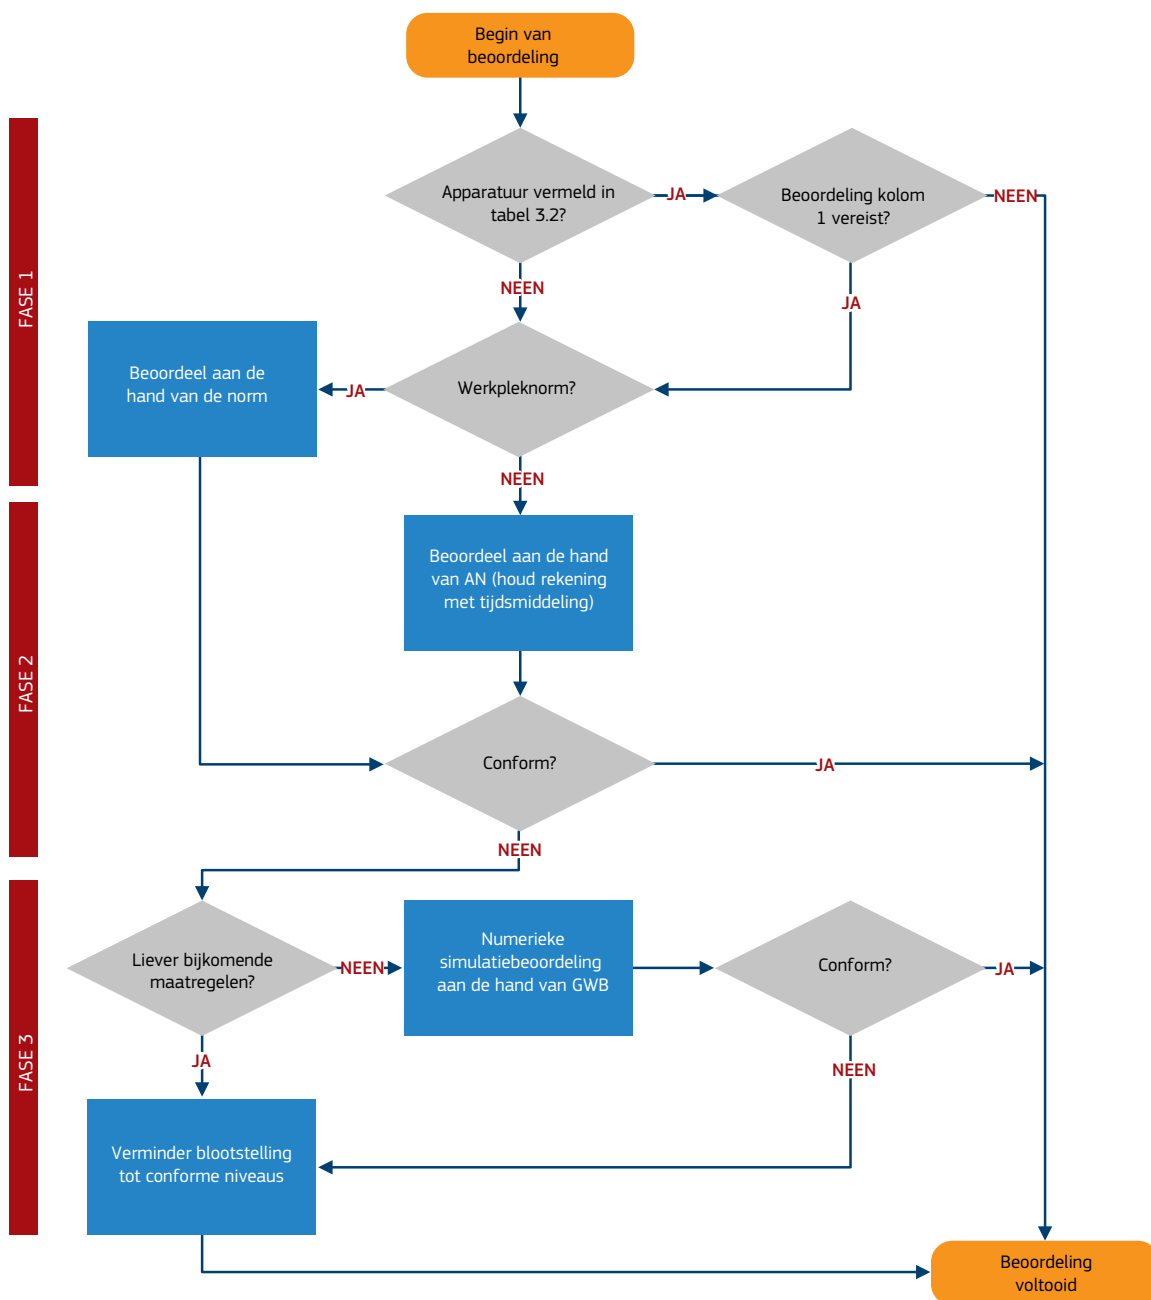 Begin van
beoordeling
FASE 1
Apparatuur vermeld in
tabel 3.2?
JA
Beoordeling kolom
1 vereist?
NEEN
NEEN
JA
Beoordeel aan de
hand van de norm
JA
Werkpleknorm?
NEEN
FASE 2
Beoordeel aan de hand
van AN (houd rekening
met tijdsmiddeling)
Conform?
JA
NEEN
FASE 3
Liever bijkomende
maatregelen?
NEEN
Numerieke
simulatiebeoordeling
aan de hand van GWB
Conform?
JA
JA
NEEN
Verminder blootstelling
tot conforme niveaus
Beoordeling
voltooid